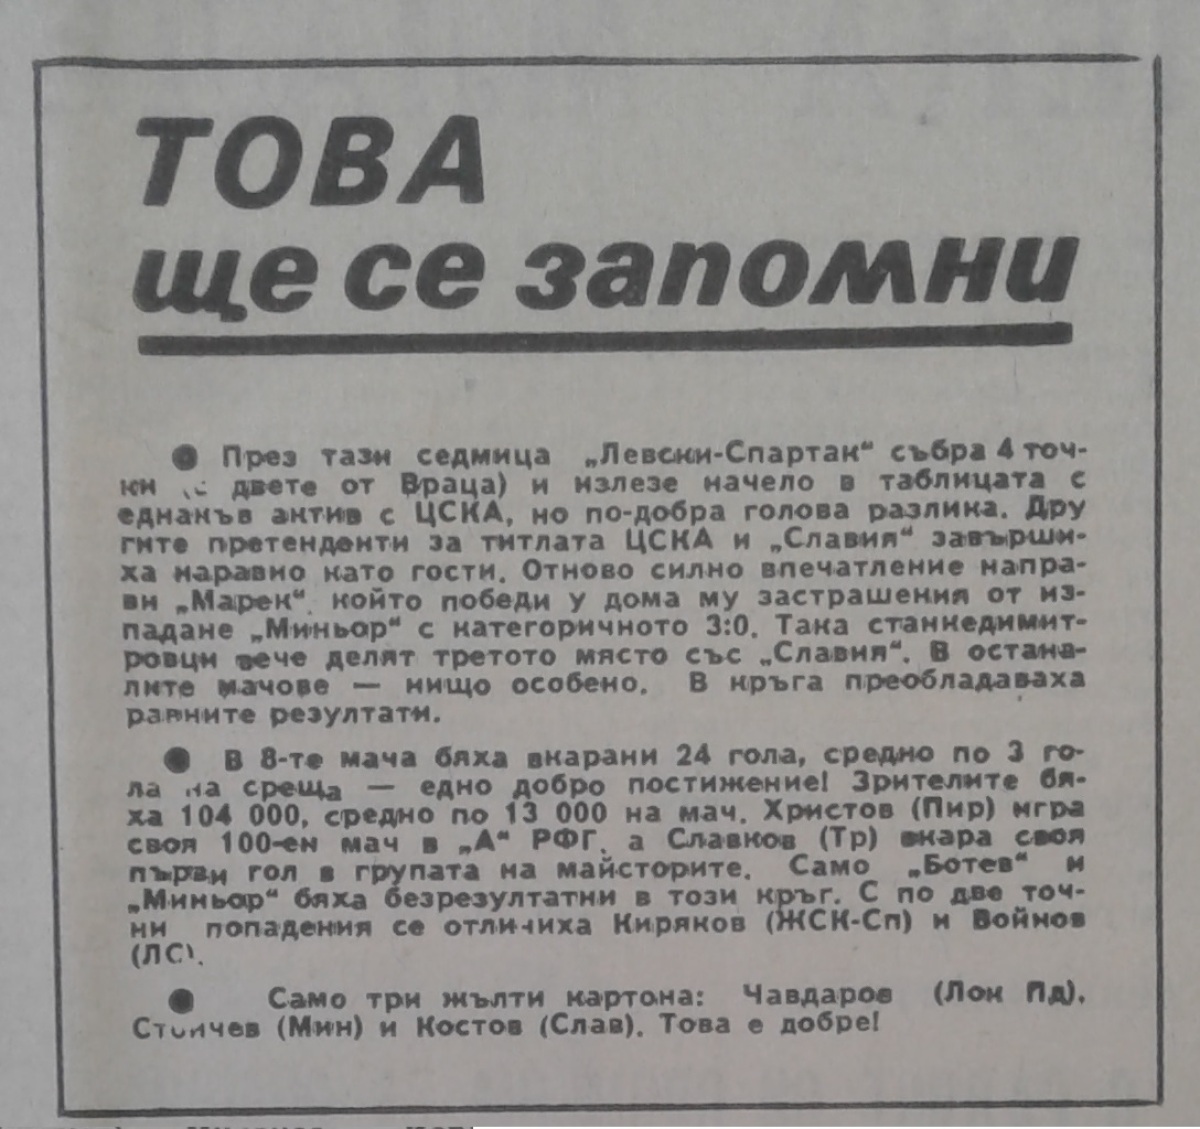 ТОВА
ще се запомни
● През тази седмица „Левски-Спартак“ събра 4 точ-
ки (с двете от Враца) и излезе начело в таблицата с
еднакъв актив с ЦСКА, но по-добра голова разлика. Дру
гите претенденти за титлата ЦСКА и „Славия“ завърши-
ха наравно като гости. Отново силно впечатление напра-
ви „Марек“, който победи у дома му застрашения от из-
падане „Миньор“ с категоричното 3:0. Така станкедимит-
ровци вече делят третото място със „Славия“. В остана-
лите мачове — нищо особено. В кръга преобладаваха
равните резултати.
● В 8-те мача бяха вкарани 24 гола, средно по 3 го-
ла на среща — едно добро постижение! Зрителите бя-
ха 104 000, средно по 13 000 на мач. Христов (Пир) игра
своя 100-ен мач в „А“ РФГ, а Славков (Тр) вкара своя
първи гол в групата на майсторите. Само „Ботев“ и
„Миньор“ бяха безрезултатни в този кръг. С по две точ-
ни попадения се отличиха Киряков (ЖСК-Сп) и Войнов
(ЛС).
● Само три жълти картона: Чавдаров (Лок Пд),
Стойчев (Мин) и Костов (Слав). Това е добре!